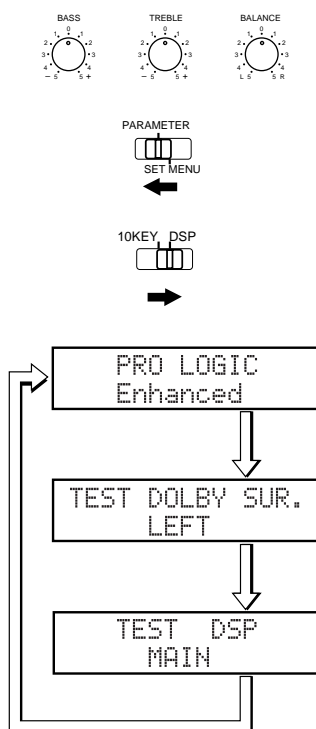 BASS TREBLE BALANCE
0 0 0
1 1 1 1 1 1
2 2 2 2 2 2
3 3 3 3 3 3
4 4 4 4 4 4
– 5 5 + – 5 5 + L 5 5 R
PARAMETER
SET MENU
10KEY DSP
PRO LOGIC
Enhanced
TEST DOLBY SUR.
LEFT
TEST DSP
MAIN